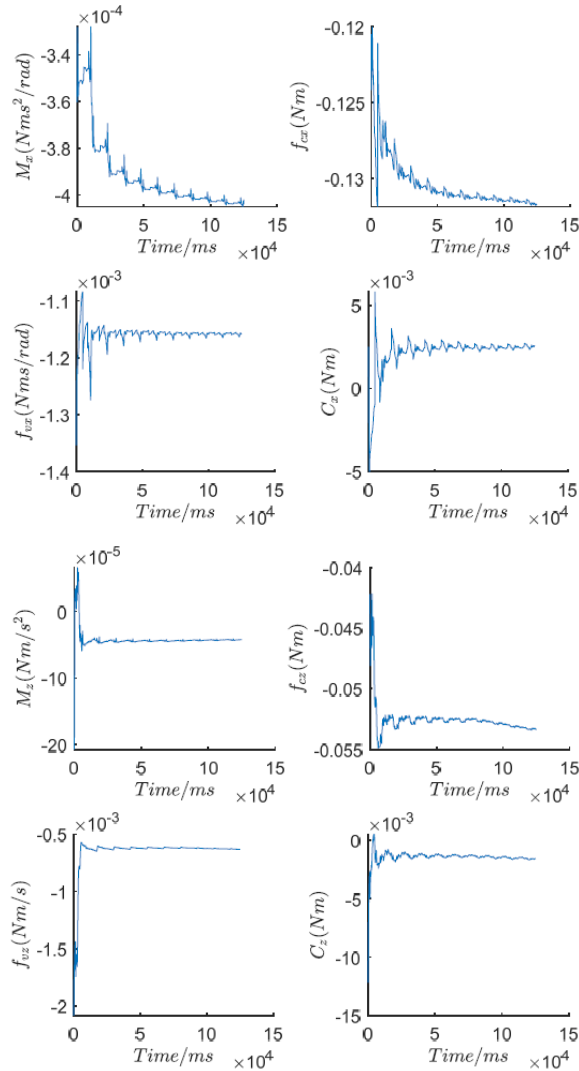 ×10⁻⁴
-3.4
-3.6
-3.8
-4
M_x(Nms²/rad)
0 5 10 15
Time/ms
×10⁴
-0.12
-0.125
-0.13
f_cx(Nm)
0 5 10 15
Time/ms
×10⁴
×10⁻³
-1.1
-1.2
-1.3
-1.4
f_vx(Nms/rad)
0 5 10 15
Time/ms
×10⁴
×10⁻³
5
0
-5
C_x(Nm)
0 5 10 15
Time/ms
×10⁴
×10⁻⁵
0
-10
-20
M_z(Nm/s²)
0 5 10 15
Time/ms
×10⁴
-0.04
-0.045
-0.05
-0.055
f_cz(Nm)
0 5 10 15
Time/ms
×10⁴
×10⁻³
-0.5
-1
-1.5
-2
f_vz(Nm/s)
0 5 10 15
Time/ms
×10⁴
×10⁻³
0
-5
-10
-15
C_z(Nm)
0 5 10 15
Time/ms
×10⁴